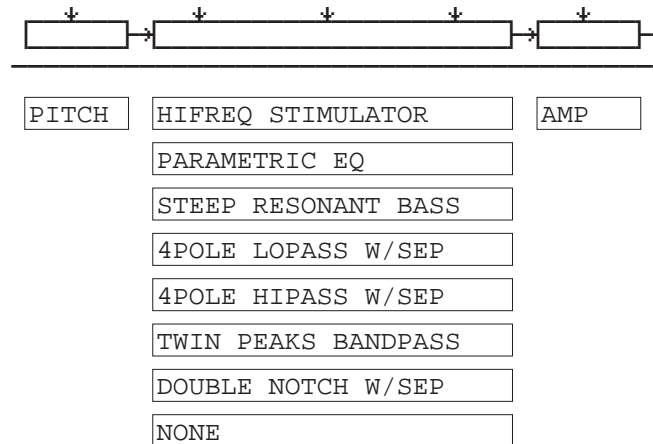 PITCH HIFREQ STIMULATOR AMP
PARAMETRIC EQ
STEEP RESONANT BASS
4POLE LOPASS W/SEP
4POLE HIPASS W/SEP
TWIN PEAKS BANDPASS
DOUBLE NOTCH W/SEP
NONE